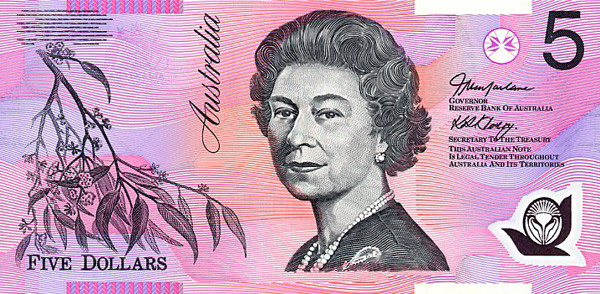 Australia
5
GOVERNOR
RESERVE BANK OF AUSTRALIA
SECRETARY TO THE TREASURY
THIS AUSTRALIAN NOTE
IS LEGAL TENDER THROUGHOUT
AUSTRALIA AND ITS TERRITORIES
FIVE DOLLARS